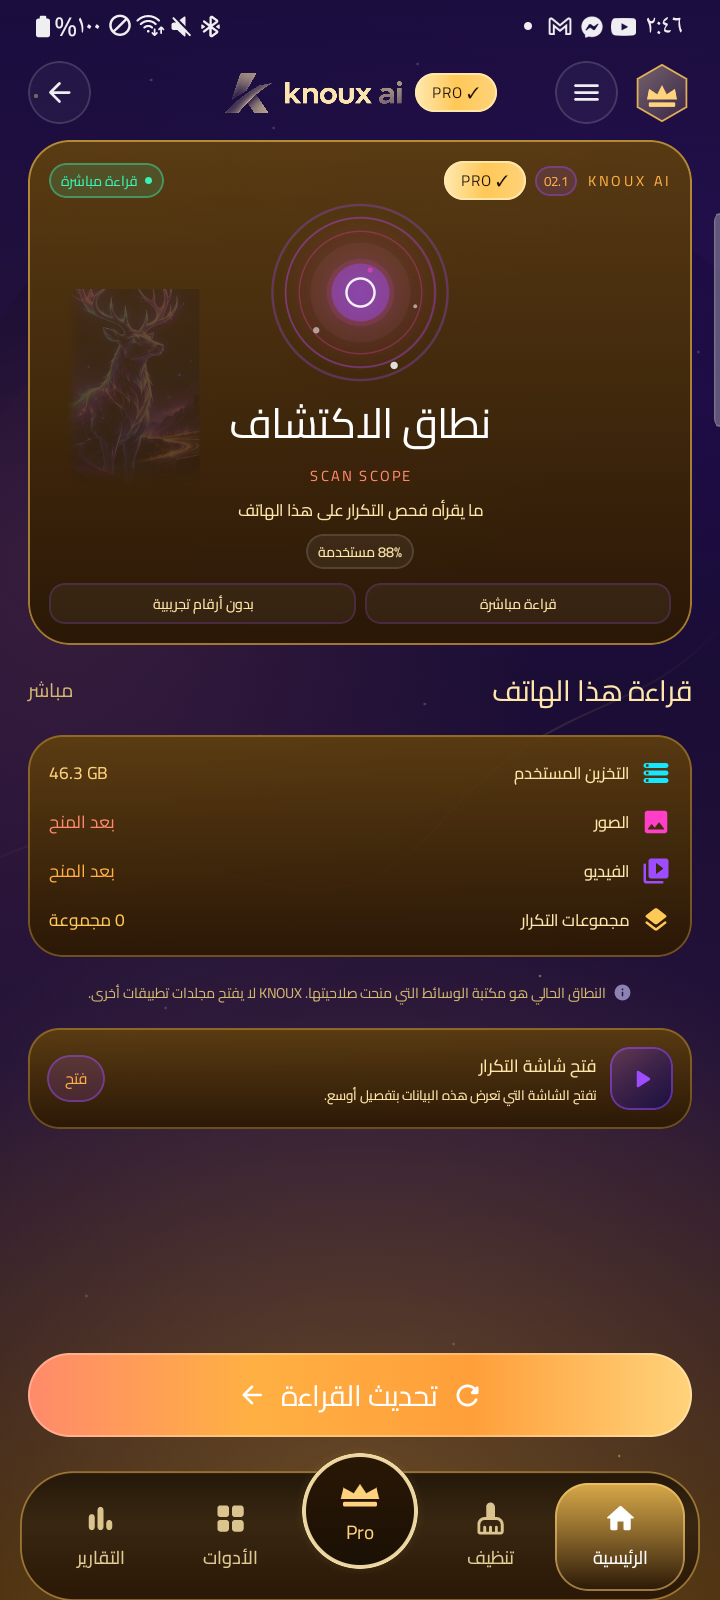 ٢:٤٦
%١٠٠
knoux ai
PRO ✓
KNOUX AI
02.1
PRO ✓
قراءة مباشرة
نطاق الاكتشاف
SCAN SCOPE
ما يقرأه فحص التكرار على هذا الهاتف
88% مستخدمة
قراءة مباشرة
بدون أرقام تجريبية
قراءة هذا الهاتف
مباشر
التخزين المستخدم
46.3 GB
الصور
بعد المنح
الفيديو
بعد المنح
مجموعات التكرار
0 مجموعة
النطاق الحالي هو مكتبة الوسائط التي منحت صلاحيتها. KNOUX لا يفتح مجلدات تطبيقات أخرى.
فتح شاشة التكرار
تفتح الشاشة التي تعرض هذه البيانات بتفصيل أوسع.
فتح
تحديث القراءة
الرئيسية
تنظيف
Pro
الأدوات
التقارير